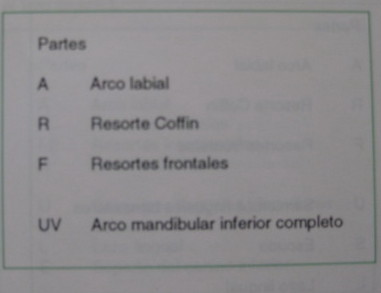 Partes
A Arco labial
R Resorte Coffin
F Resortes frontales
UV Arco mandibular inferior completo